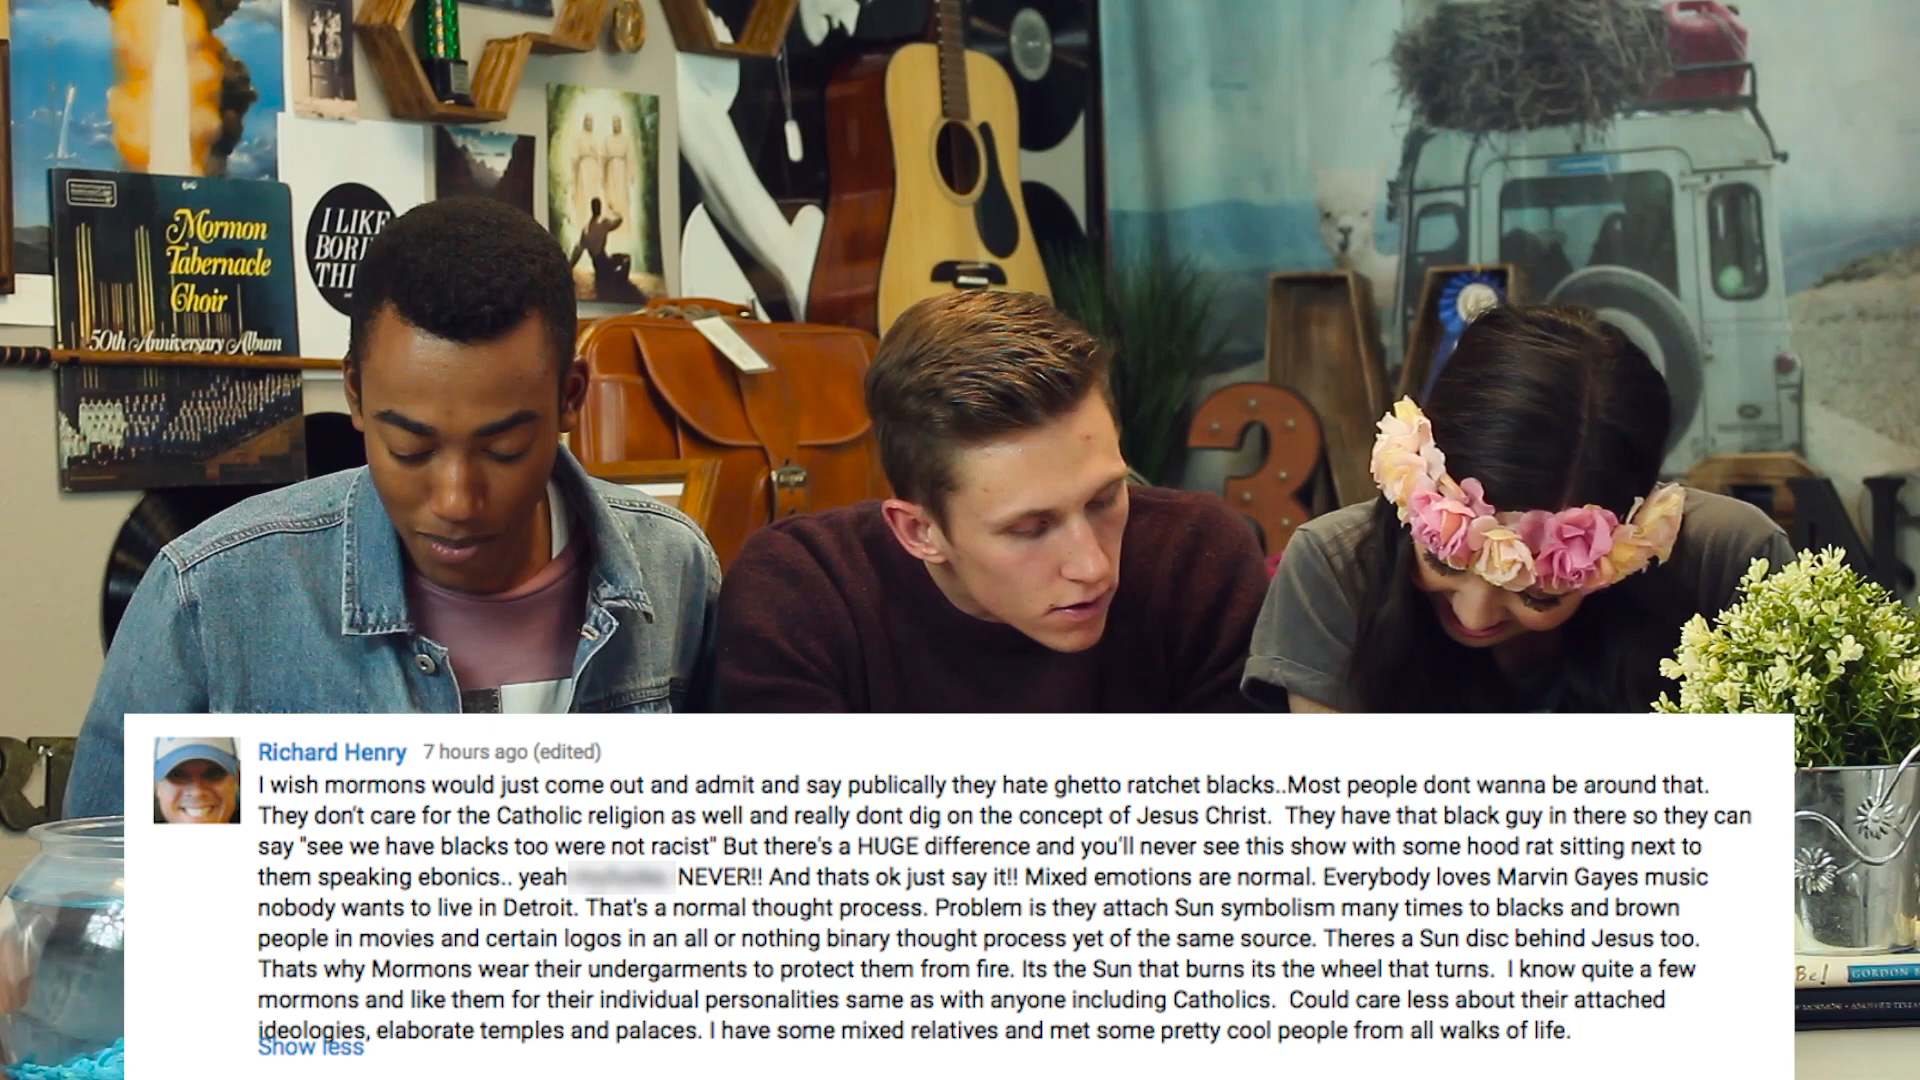 Mormon
Tabernacle
Choir
50th Anniversary Album
I LIKE
3
Richard Henry 7 hours ago (edited)
I wish mormons would just come out and admit and say publically they hate ghetto ratchet blacks..Most people dont wanna be around that.
They don't care for the Catholic religion as well and really dont dig on the concept of Jesus Christ. They have that black guy in there so they can
say "see we have blacks too were not racist" But there's a HUGE difference and you'll never see this show with some hood rat sitting next to
them speaking ebonics.. yeah NEVER!! And thats ok just say it!! Mixed emotions are normal. Everybody loves Marvin Gayes music
nobody wants to live in Detroit. That's a normal thought process. Problem is they attach Sun symbolism many times to blacks and brown
people in movies and certain logos in an all or nothing binary thought process yet of the same source. Theres a Sun disc behind Jesus too.
Thats why Mormons wear their undergarments to protect them from fire. Its the Sun that burns its the wheel that turns. I know quite a few
mormons and like them for their individual personalities same as with anyone including Catholics. Could care less about their attached
ideologies, elaborate temples and palaces. I have some mixed relatives and met some pretty cool people from all walks of life.
Show less
Be!
GORDON